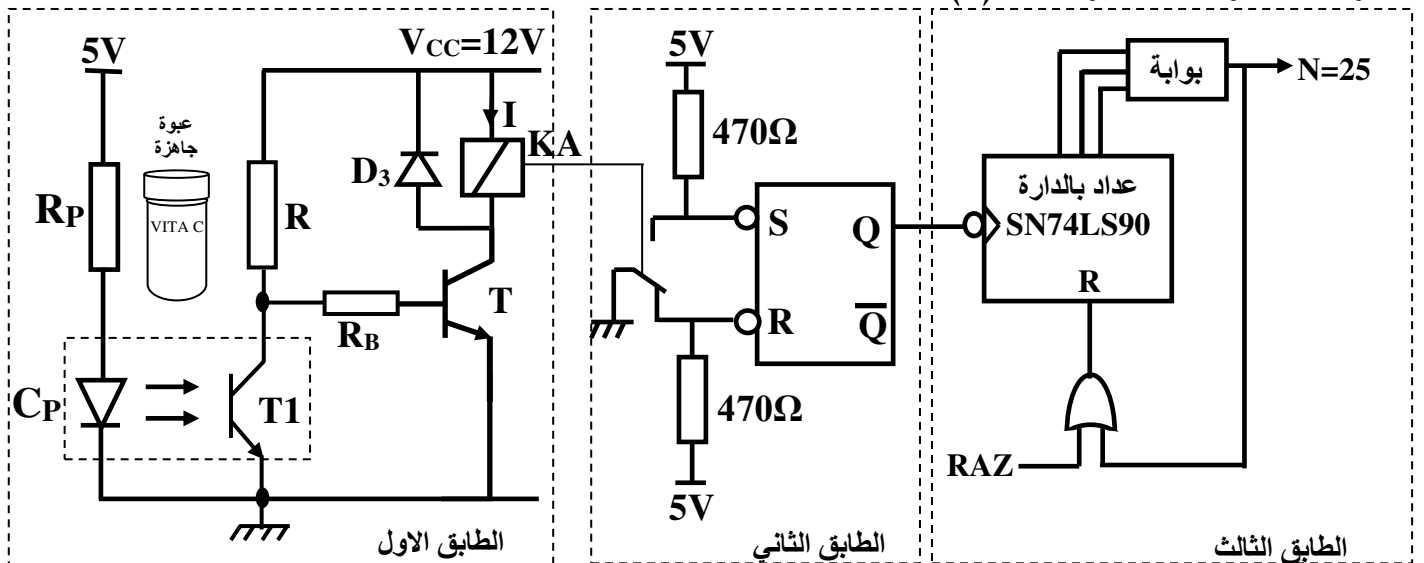 5V
VCC=12V
عبوة
جاهزة
VITA C
RP
R
D3
I
KA
RB
T
CP
T1
الطابق الاول
5V
470Ω
S
Q
R
Q̅
470Ω
5V
الطابق الثاني
بوابة
N=25
عداد بالدارة
SN74LS90
R
RAZ
الطابق الثالث